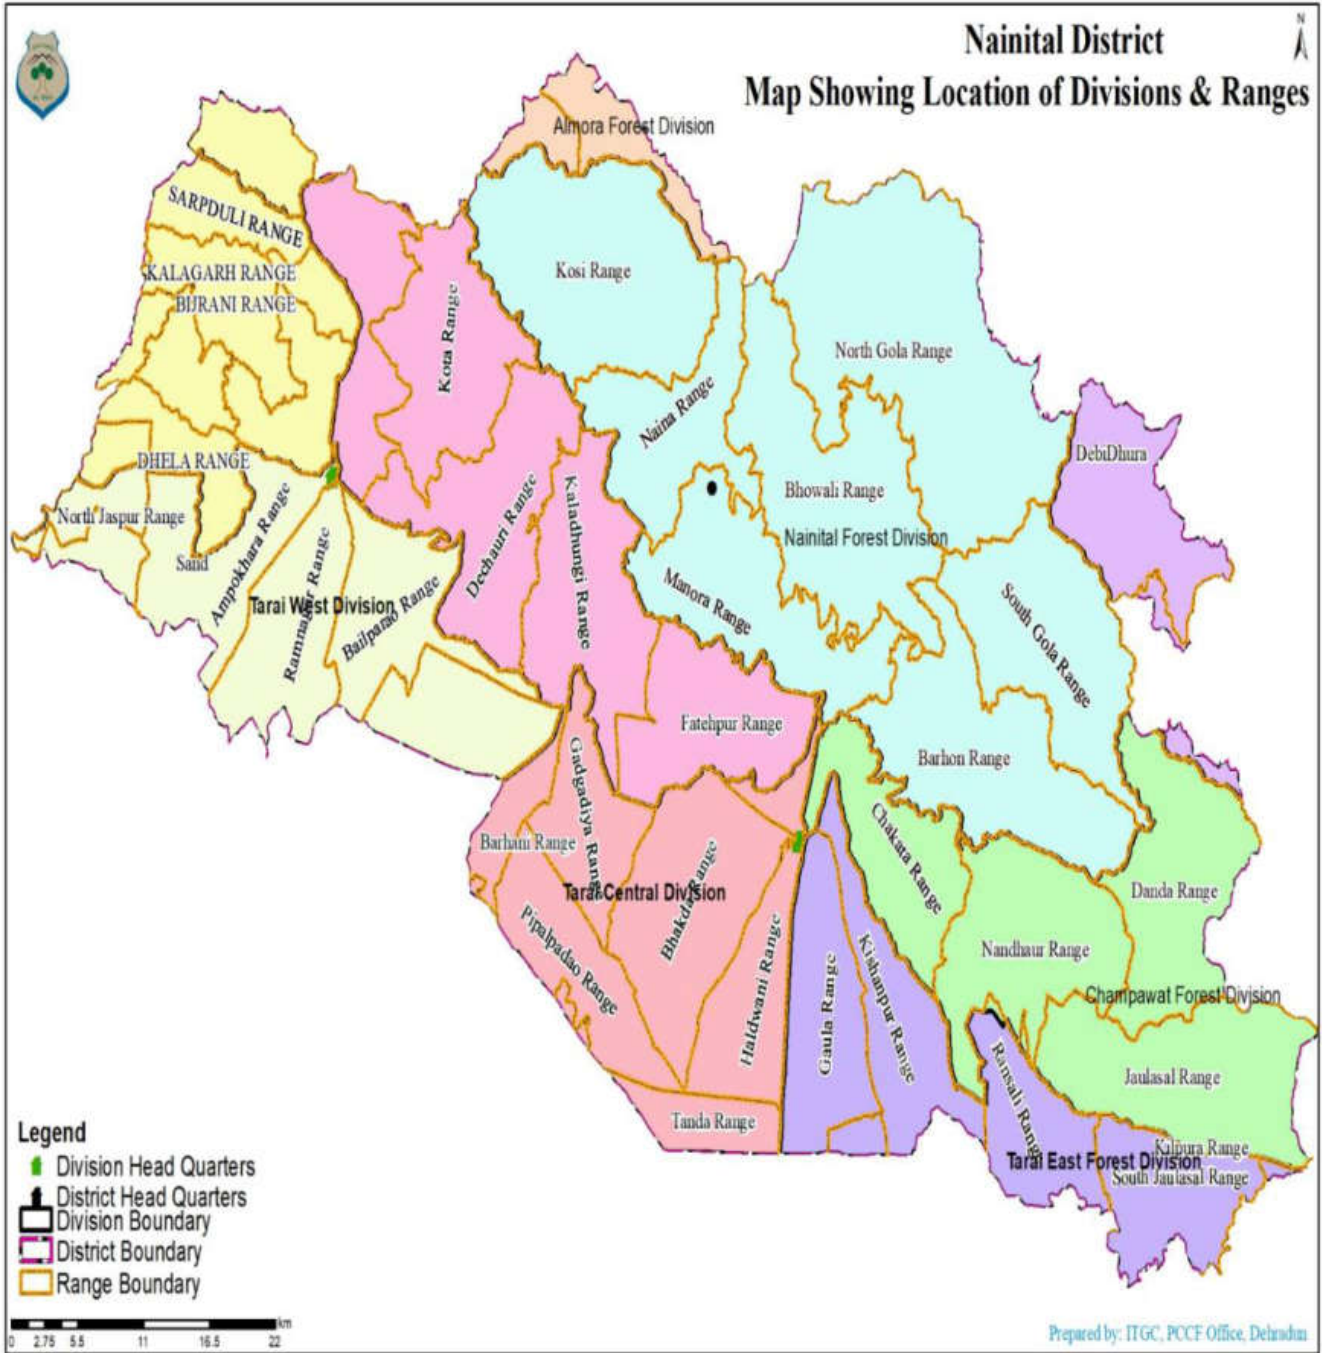 Nainital District
Map Showing Location of Divisions & Ranges
N
Almora Forest Division
SARPDULI RANGE
KALAGARH RANGE
BIJRANI RANGE
Kosi Range
Kota Range
North Gola Range
Naina Range
DebiDhura
DHELA RANGE
Bhowali Range
North Jaspur Range
Nainital Forest Division
Sand
Ampokhara Range
Ramnagar Range
Tarai West Division
Bailparao Range
Dechauri Range
Kaladhungi Range
Manora Range
South Gola Range
Fatehpur Range
Barhon Range
Gadgadiya Range
Barhani Range
Chakata Range
Tarai Central Division
Bhakda Range
Danda Range
Pipalpadao Range
Haldwani Range
Gaula Range
Kishanpur Range
Nandhaur Range
Champawat Forest Division
Ransali Range
Jaulasal Range
Tanda Range
Kilpura Range
Tarai East Forest Division
South Jaulasal Range
Legend
Division Head Quarters
District Head Quarters
Division Boundary
District Boundary
Range Boundary
km
0 2.75 5.5 11 16.5 22
Prepared by: ITGC, PCCF Office, Dehradun